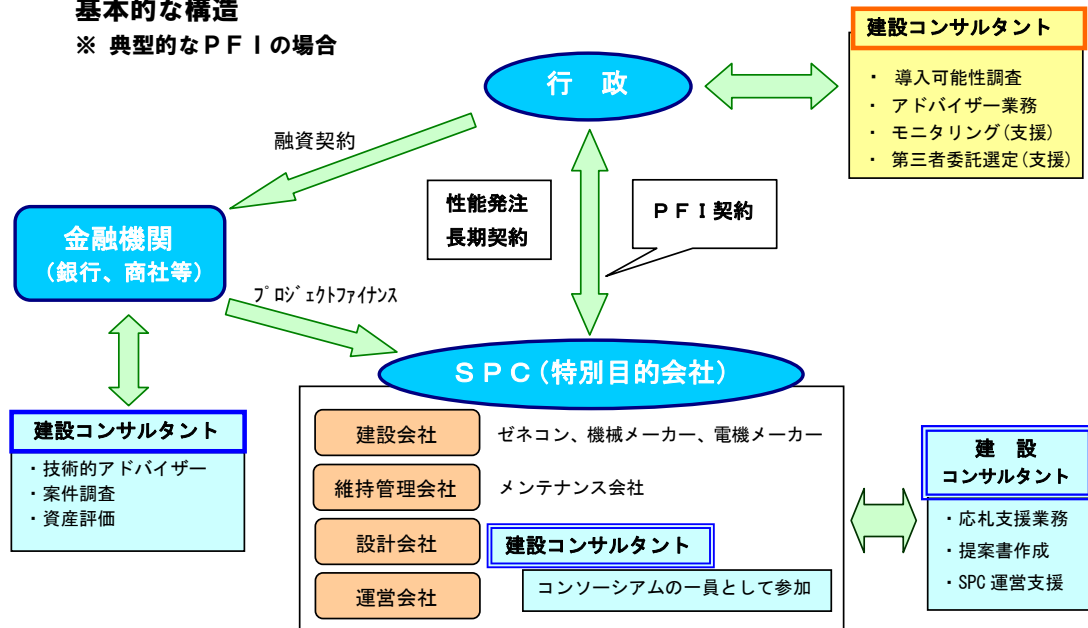 基本的な構造
※ 典型的なPFIの場合
行 政
建設コンサルタント
・ 導入可能性調査
・ アドバイザー業務
・ モニタリング(支援)
・ 第三者委託選定(支援)
融資契約
性能発注
長期契約
PFI契約
金融機関
(銀行、商社等)
プロジェクトファイナンス
SPC(特別目的会社)
建設コンサルタント
・技術的アドバイザー
・案件調査
・資産評価
建設会社 ゼネコン、機械メーカー、電機メーカー
維持管理会社 メンテナンス会社
設計会社 建設コンサルタント
コンソーシアムの一員として参加
運営会社
建 設
コンサルタント
・応札支援業務
・提案書作成
・SPC運営支援